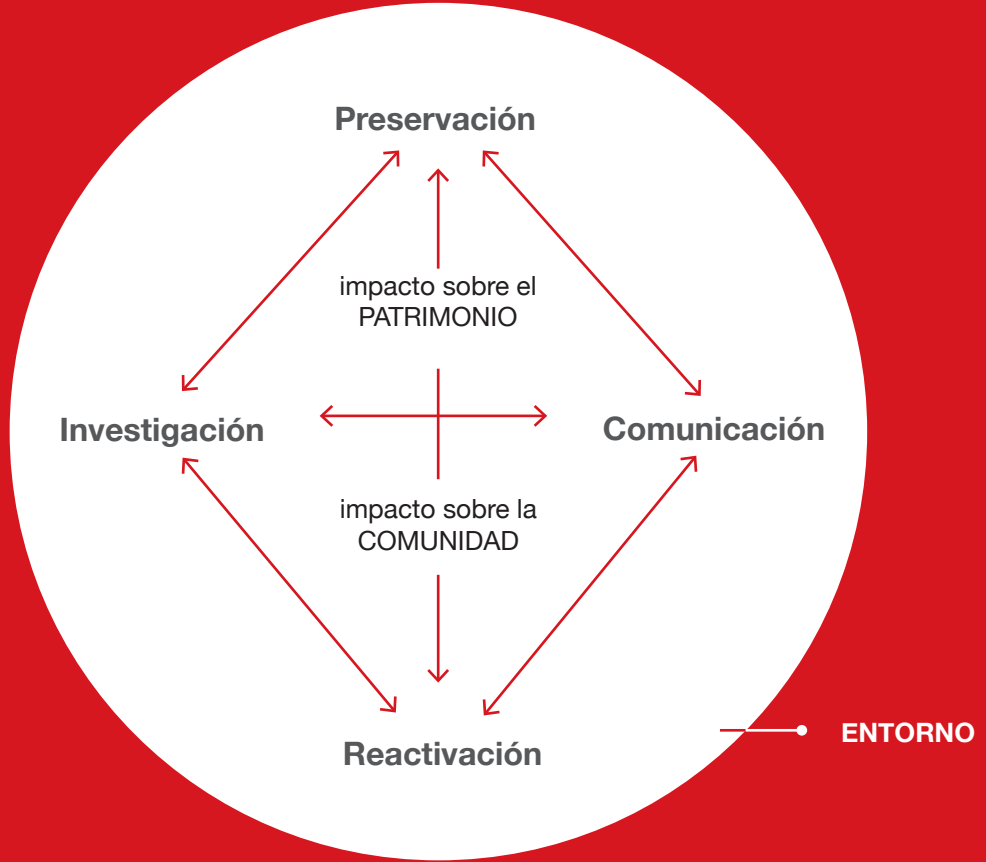 Preservación
impacto sobre el
PATRIMONIO
Investigación
Comunicación
impacto sobre la
COMUNIDAD
ENTORNO
Reactivación